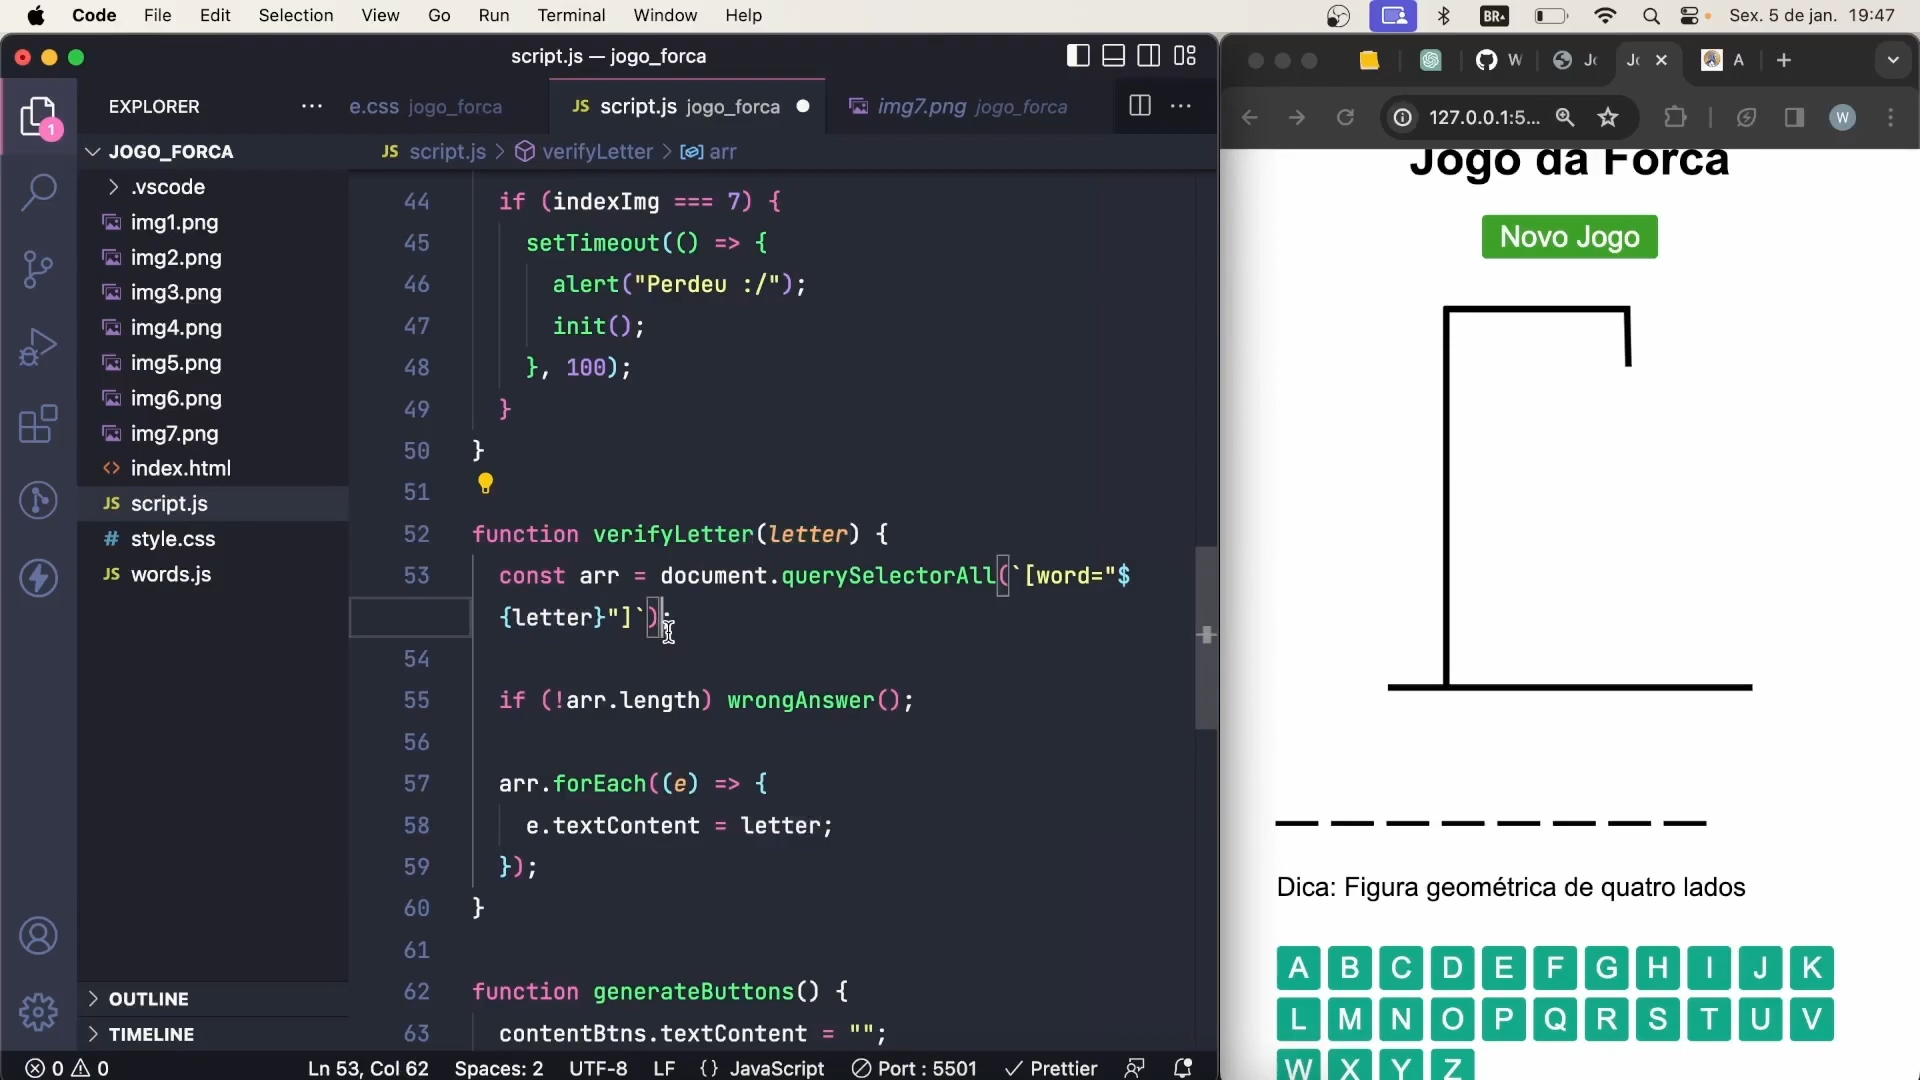 Code File Edit Selection View Go Run Terminal Window Help
BR
Sex. 5 de jan. 19:47
script.js — jogo_forca
EXPLORER
e.css jogo_forca
JS script.js jogo_forca
img7.png jogo_forca
1
JOGO_FORCA
JS script.js > verifyLetter > arr
.vscode
img1.png
img2.png
img3.png
img4.png
img5.png
img6.png
img7.png
<> index.html
JS script.js
# style.css
JS words.js
OUTLINE
TIMELINE
44 if (indexImg === 7) {
45 setTimeout(() => {
46 alert("Perdeu :/");
47 init();
48 }, 100);
49 }
50 }
51
52 function verifyLetter(letter) {
53 const arr = document.querySelectorAll(`[word="$
{letter}"]`);
54
55 if (!arr.length) wrongAnswer();
56
57 arr.forEach((e) => {
58 e.textContent = letter;
59 });
60 }
61
62 function generateButtons() {
63 contentBtns.textContent = "";
0 0 Ln 53, Col 62 Spaces: 2 UTF-8 LF {} JavaScript Port : 5501 Prettier
W
Jc
Jc
A
127.0.0.1:5...
W
Jogo da Forca
Novo Jogo
Dica: Figura geométrica de quatro lados
A B C D E F G H I J K
L M N O P Q R S T U V
W X Y Z